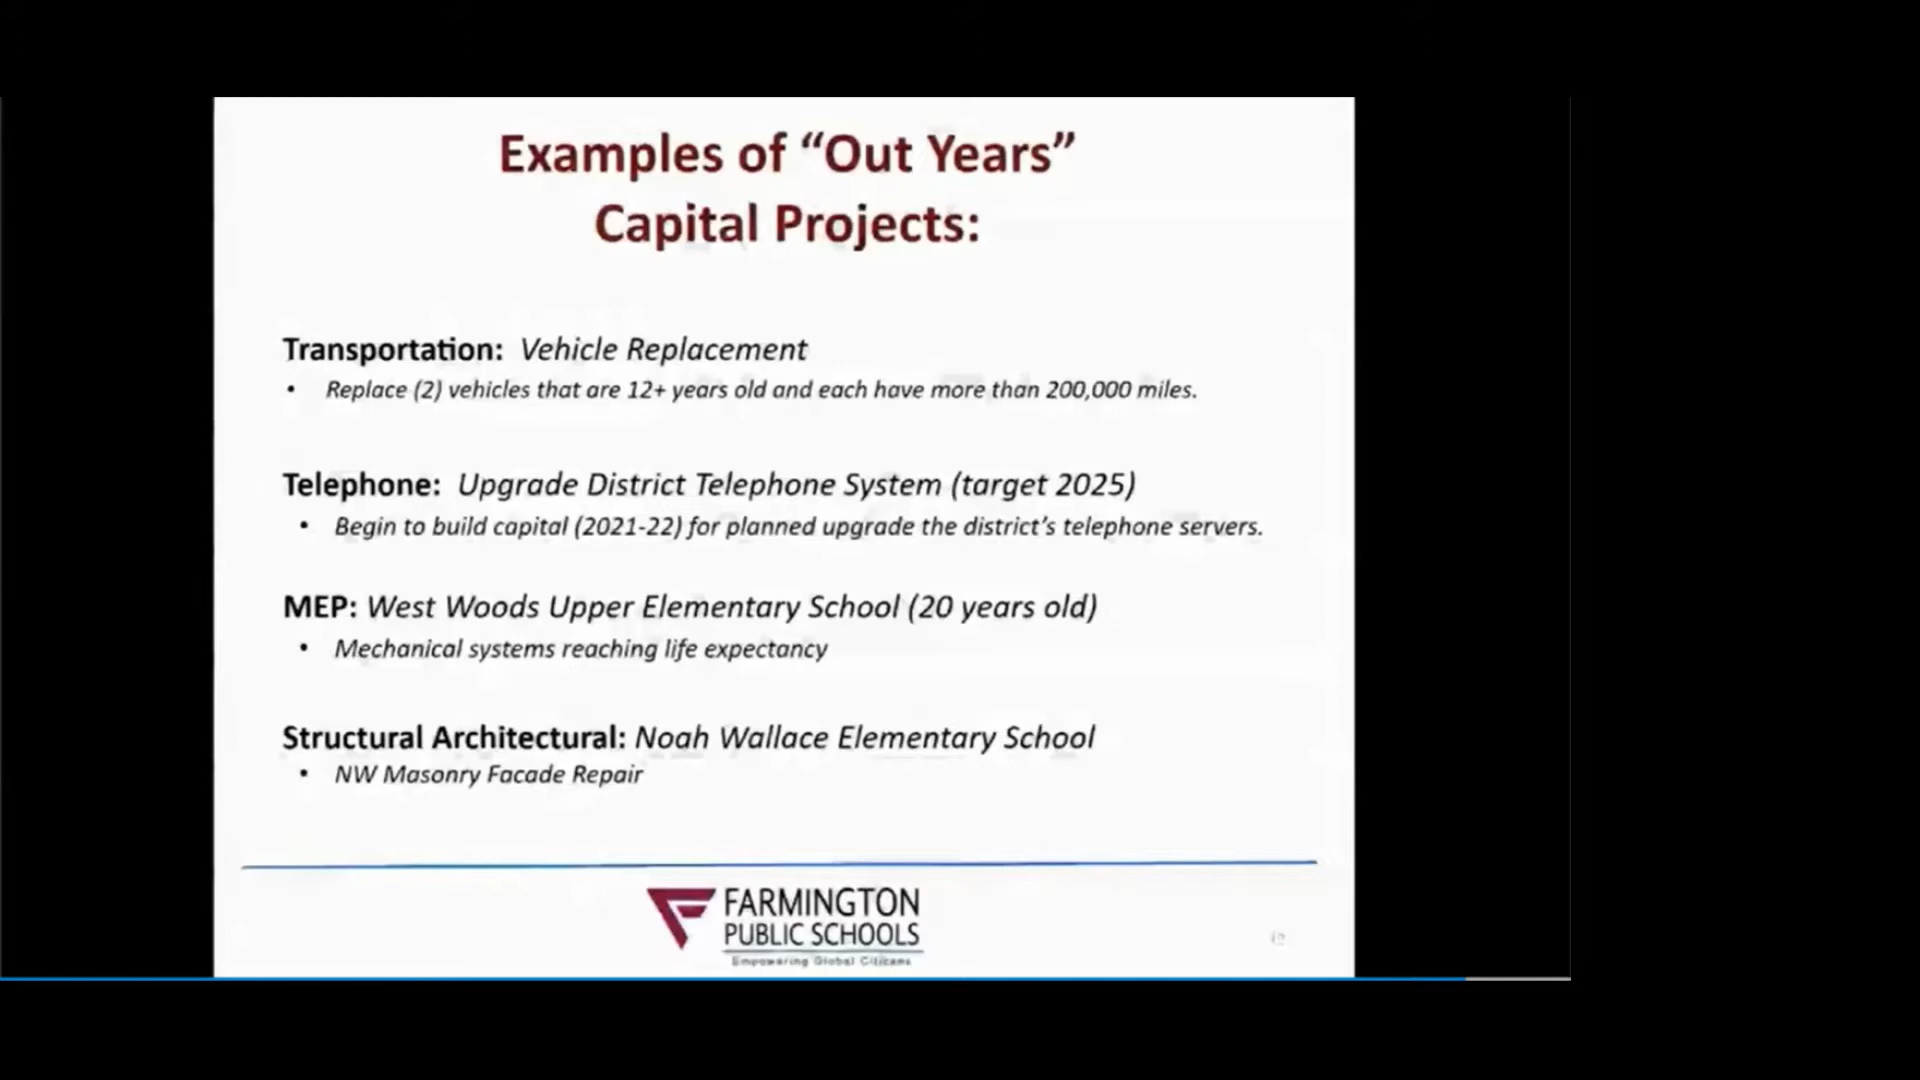 Examples of “Out Years”
Capital Projects:
Transportation: Vehicle Replacement
• Replace (2) vehicles that are 12+ years old and each have more than 200,000 miles.
Telephone: Upgrade District Telephone System (target 2025)
• Begin to build capital (2021-22) for planned upgrade the district’s telephone servers.
MEP: West Woods Upper Elementary School (20 years old)
• Mechanical systems reaching life expectancy
Structural Architectural: Noah Wallace Elementary School
• NW Masonry Facade Repair
FARMINGTON
PUBLIC SCHOOLS
Empowering Global Citizens